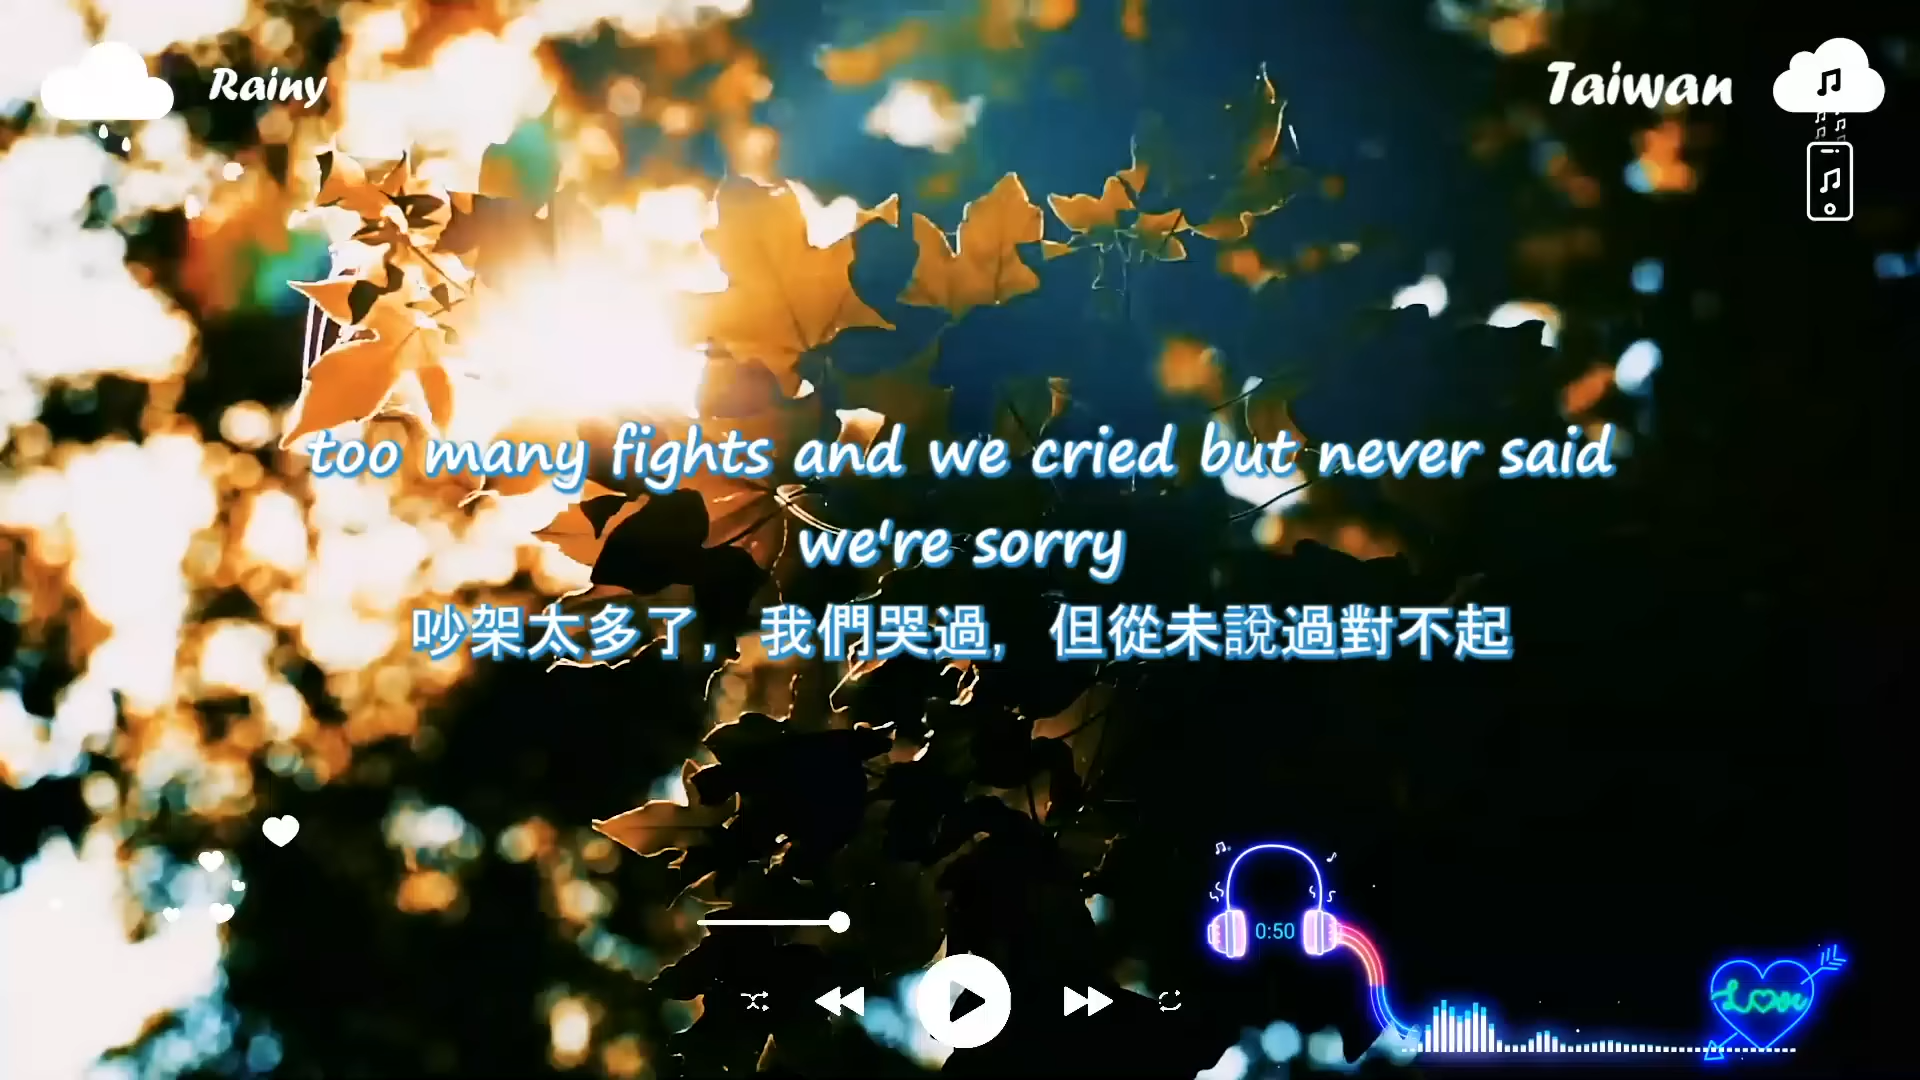 Rainy
Taiwan
too many fights and we cried but never said
we're sorry
吵架太多了，我們哭過，但從未說過對不起
0:50
Love